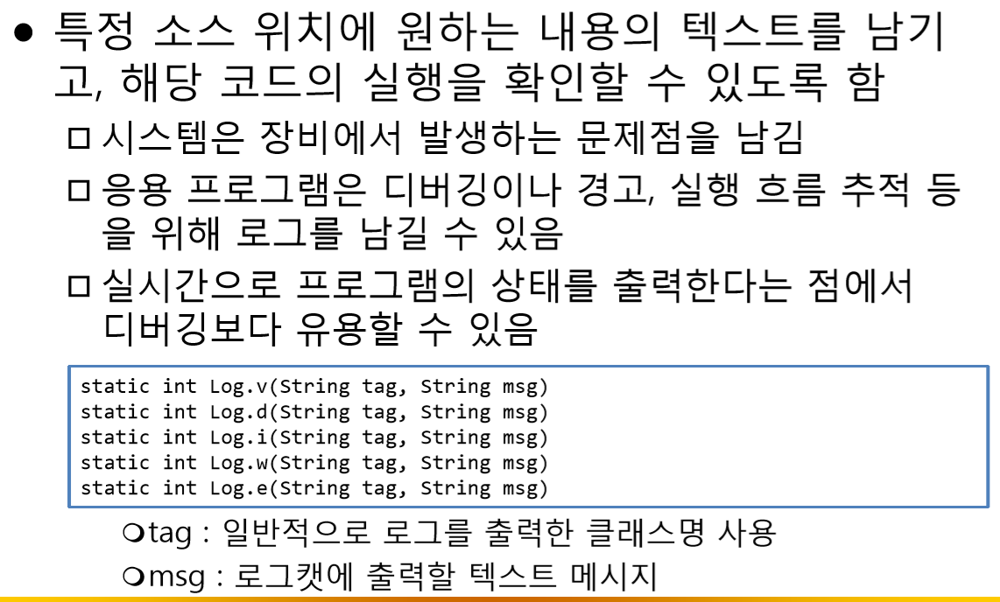 ● 특정 소스 위치에 원하는 내용의 텍스트를 남기
고, 해당 코드의 실행을 확인할 수 있도록 함
□ 시스템은 장비에서 발생하는 문제점을 남김
□ 응용 프로그램은 디버깅이나 경고, 실행 흐름 추적 등
을 위해 로그를 남길 수 있음
□ 실시간으로 프로그램의 상태를 출력한다는 점에서
디버깅보다 유용할 수 있음
static int Log.v(String tag, String msg)
static int Log.d(String tag, String msg)
static int Log.i(String tag, String msg)
static int Log.w(String tag, String msg)
static int Log.e(String tag, String msg)
○tag : 일반적으로 로그를 출력한 클래스명 사용
○msg : 로그캣에 출력할 텍스트 메시지